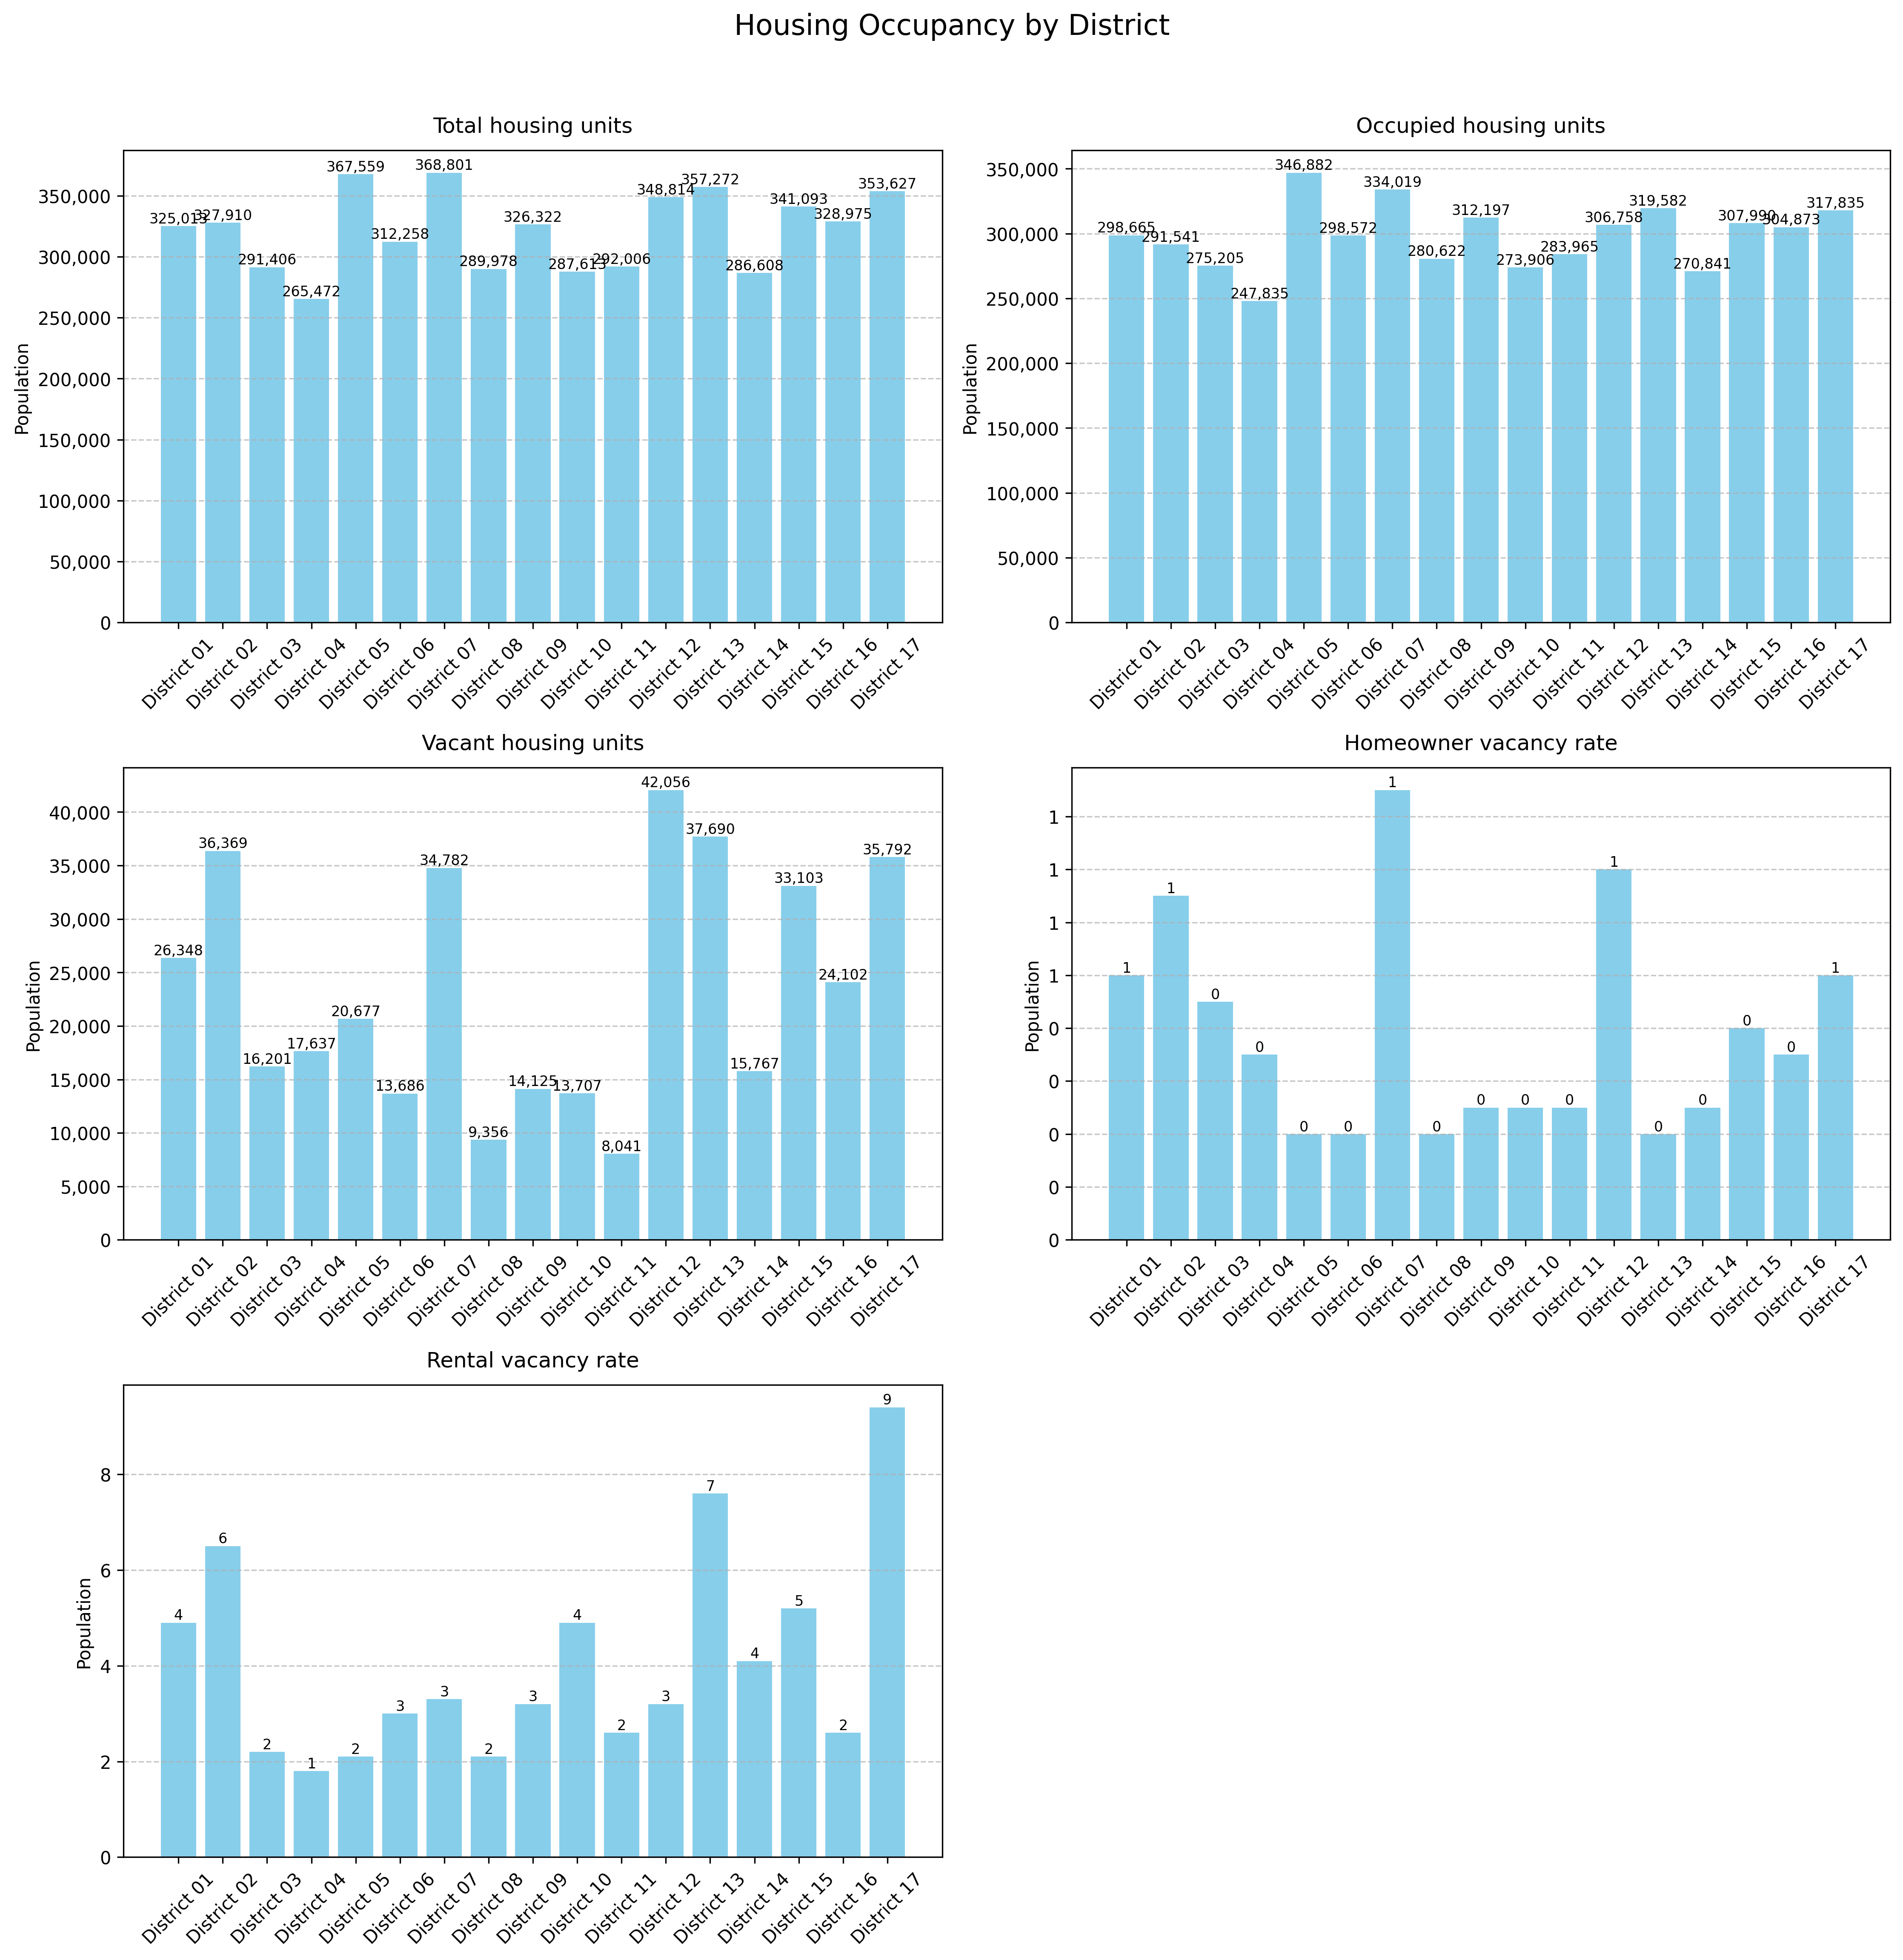 Housing Occupancy by District
Total housing units
Population
350,000
300,000
250,000
200,000
150,000
100,000
50,000
0
325,013
327,910
291,406
265,472
367,559
312,258
368,801
289,978
326,322
287,613
292,006
348,814
357,272
286,608
341,093
328,975
353,627
District 01
District 02
District 03
District 04
District 05
District 06
District 07
District 08
District 09
District 10
District 11
District 12
District 13
District 14
District 15
District 16
District 17
Occupied housing units
Population
350,000
300,000
250,000
200,000
150,000
100,000
50,000
0
298,665
291,541
275,205
247,835
346,882
298,572
334,019
280,622
312,197
273,906
283,965
306,758
319,582
270,841
307,990
304,873
317,835
District 01
District 02
District 03
District 04
District 05
District 06
District 07
District 08
District 09
District 10
District 11
District 12
District 13
District 14
District 15
District 16
District 17
Vacant housing units
Population
40,000
35,000
30,000
25,000
20,000
15,000
10,000
5,000
0
26,348
36,369
16,201
17,637
20,677
13,686
34,782
9,356
14,125
13,707
8,041
42,056
37,690
15,767
33,103
24,102
35,792
District 01
District 02
District 03
District 04
District 05
District 06
District 07
District 08
District 09
District 10
District 11
District 12
District 13
District 14
District 15
District 16
District 17
Homeowner vacancy rate
Population
1
1
1
1
0
0
0
0
0
1
1
0
0
0
0
1
0
0
0
0
1
0
0
0
0
1
District 01
District 02
District 03
District 04
District 05
District 06
District 07
District 08
District 09
District 10
District 11
District 12
District 13
District 14
District 15
District 16
District 17
Rental vacancy rate
Population
8
6
4
2
0
4
6
2
1
2
3
3
2
3
4
2
3
7
4
5
2
9
District 01
District 02
District 03
District 04
District 05
District 06
District 07
District 08
District 09
District 10
District 11
District 12
District 13
District 14
District 15
District 16
District 17